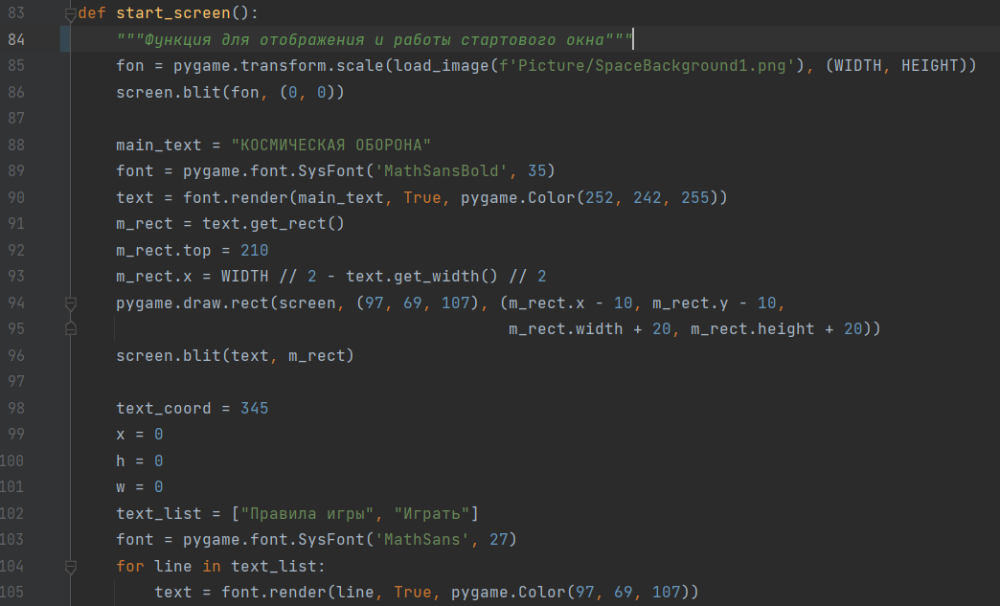 83 def start_screen():
84     """Функция для отображения и работы стартового окна"""
85     fon = pygame.transform.scale(load_image(f'Picture/SpaceBackground1.png'), (WIDTH, HEIGHT))
86     screen.blit(fon, (0, 0))
87
88     main_text = "КОСМИЧЕСКАЯ ОБОРОНА"
89     font = pygame.font.SysFont('MathSansBold', 35)
90     text = font.render(main_text, True, pygame.Color(252, 242, 255))
91     m_rect = text.get_rect()
92     m_rect.top = 210
93     m_rect.x = WIDTH // 2 - text.get_width() // 2
94     pygame.draw.rect(screen, (97, 69, 107), (m_rect.x - 10, m_rect.y - 10,
95                                              m_rect.width + 20, m_rect.height + 20))
96     screen.blit(text, m_rect)
97
98     text_coord = 345
99     x = 0
100     h = 0
101     w = 0
102     text_list = ["Правила игры", "Играть"]
103     font = pygame.font.SysFont('MathSans', 27)
104     for line in text_list:
105         text = font.render(line, True, pygame.Color(97, 69, 107))